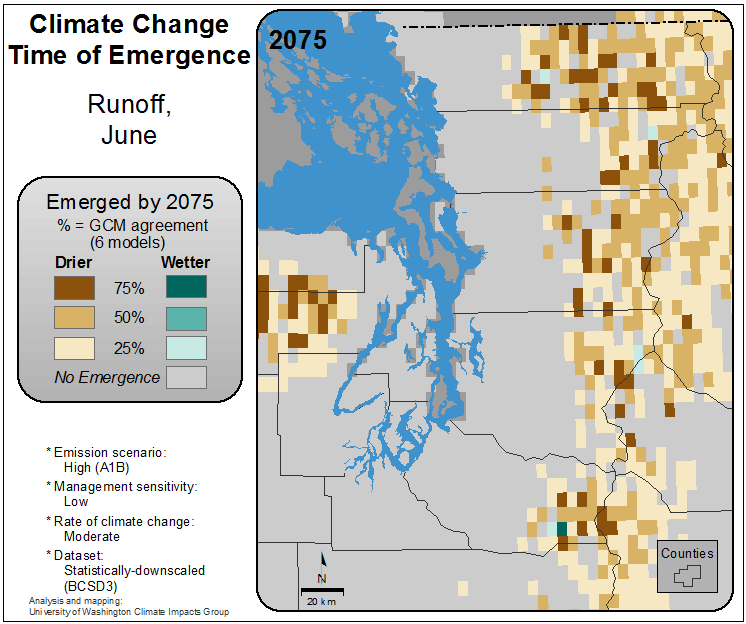 Climate Change
Time of Emergence
Runoff,
June
Emerged by 2075
% = GCM agreement
(6 models)
Drier Wetter
75%
50%
25%
No Emergence
* Emission scenario:
High (A1B)
* Management sensitivity:
Low
* Rate of climate change:
Moderate
* Dataset:
Statistically-downscaled
(BCSD3)
Analysis and mapping:
University of Washington Climate Impacts Group
2075
N
20 km
Counties